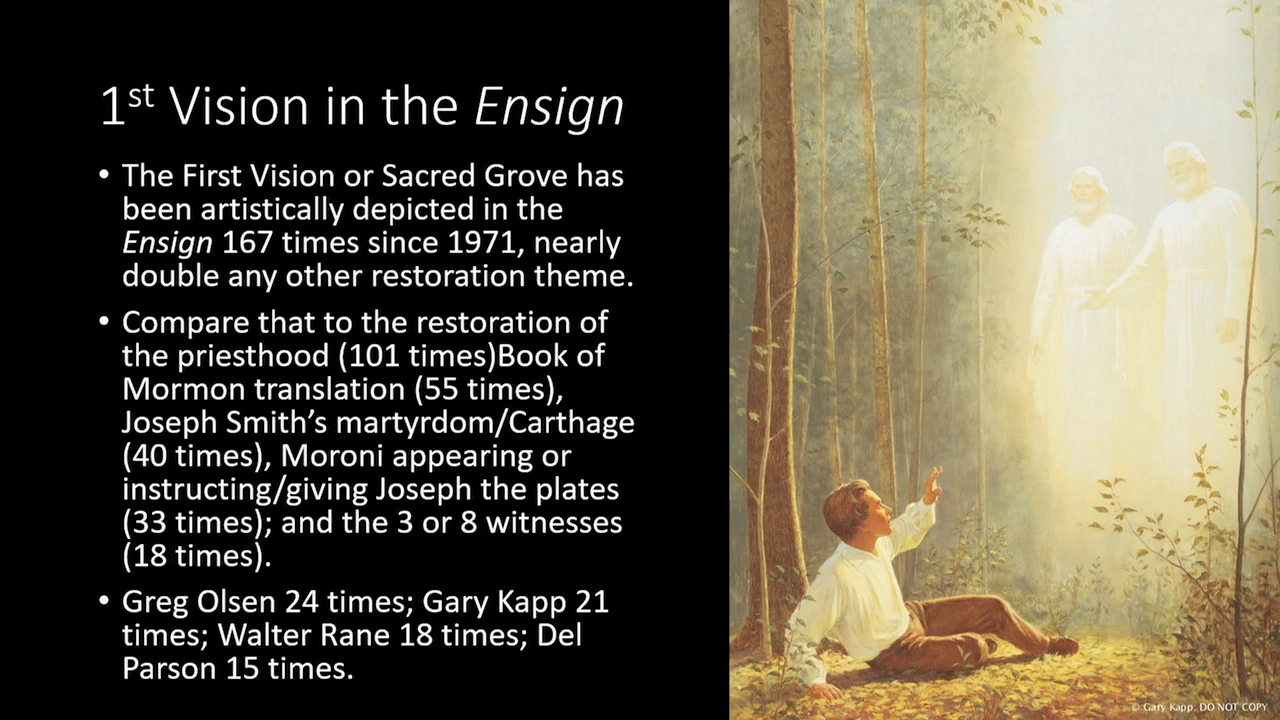 1st Vision in the Ensign
• The First Vision or Sacred Grove has
been artistically depicted in the
Ensign 167 times since 1971, nearly
double any other restoration theme.
• Compare that to the restoration of
the priesthood (101 times)Book of
Mormon translation (55 times),
Joseph Smith’s martyrdom/Carthage
(40 times), Moroni appearing or
instructing/giving Joseph the plates
(33 times); and the 3 or 8 witnesses
(18 times).
• Greg Olsen 24 times; Gary Kapp 21
times; Walter Rane 18 times; Del
Parson 15 times.
© Gary Kapp. DO NOT COPY